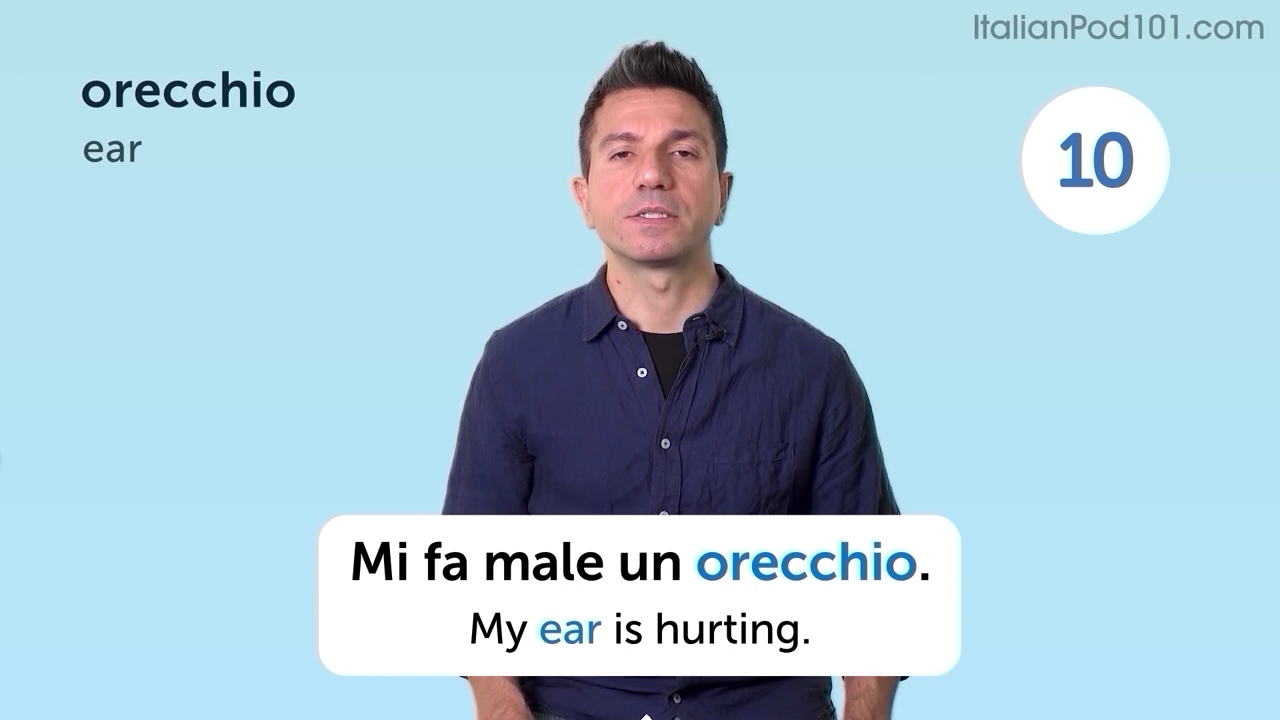 ItalianPod101.com
orecchio
ear
10
Mi fa male un orecchio.
My ear is hurting.